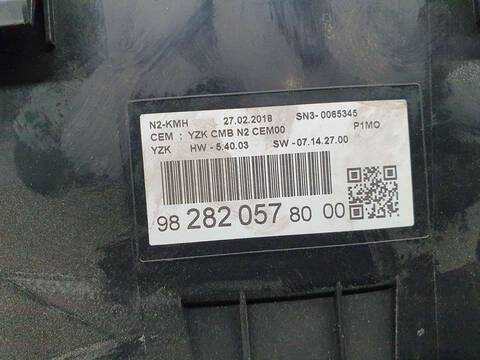 N2-KMH 27.02.2018 SN3- 0065345
CEM : YZK CMB N2 CEM00 P1MO
YZK HW - 5.40.03 SW - 07.14.27.00
98 282 057 80 00